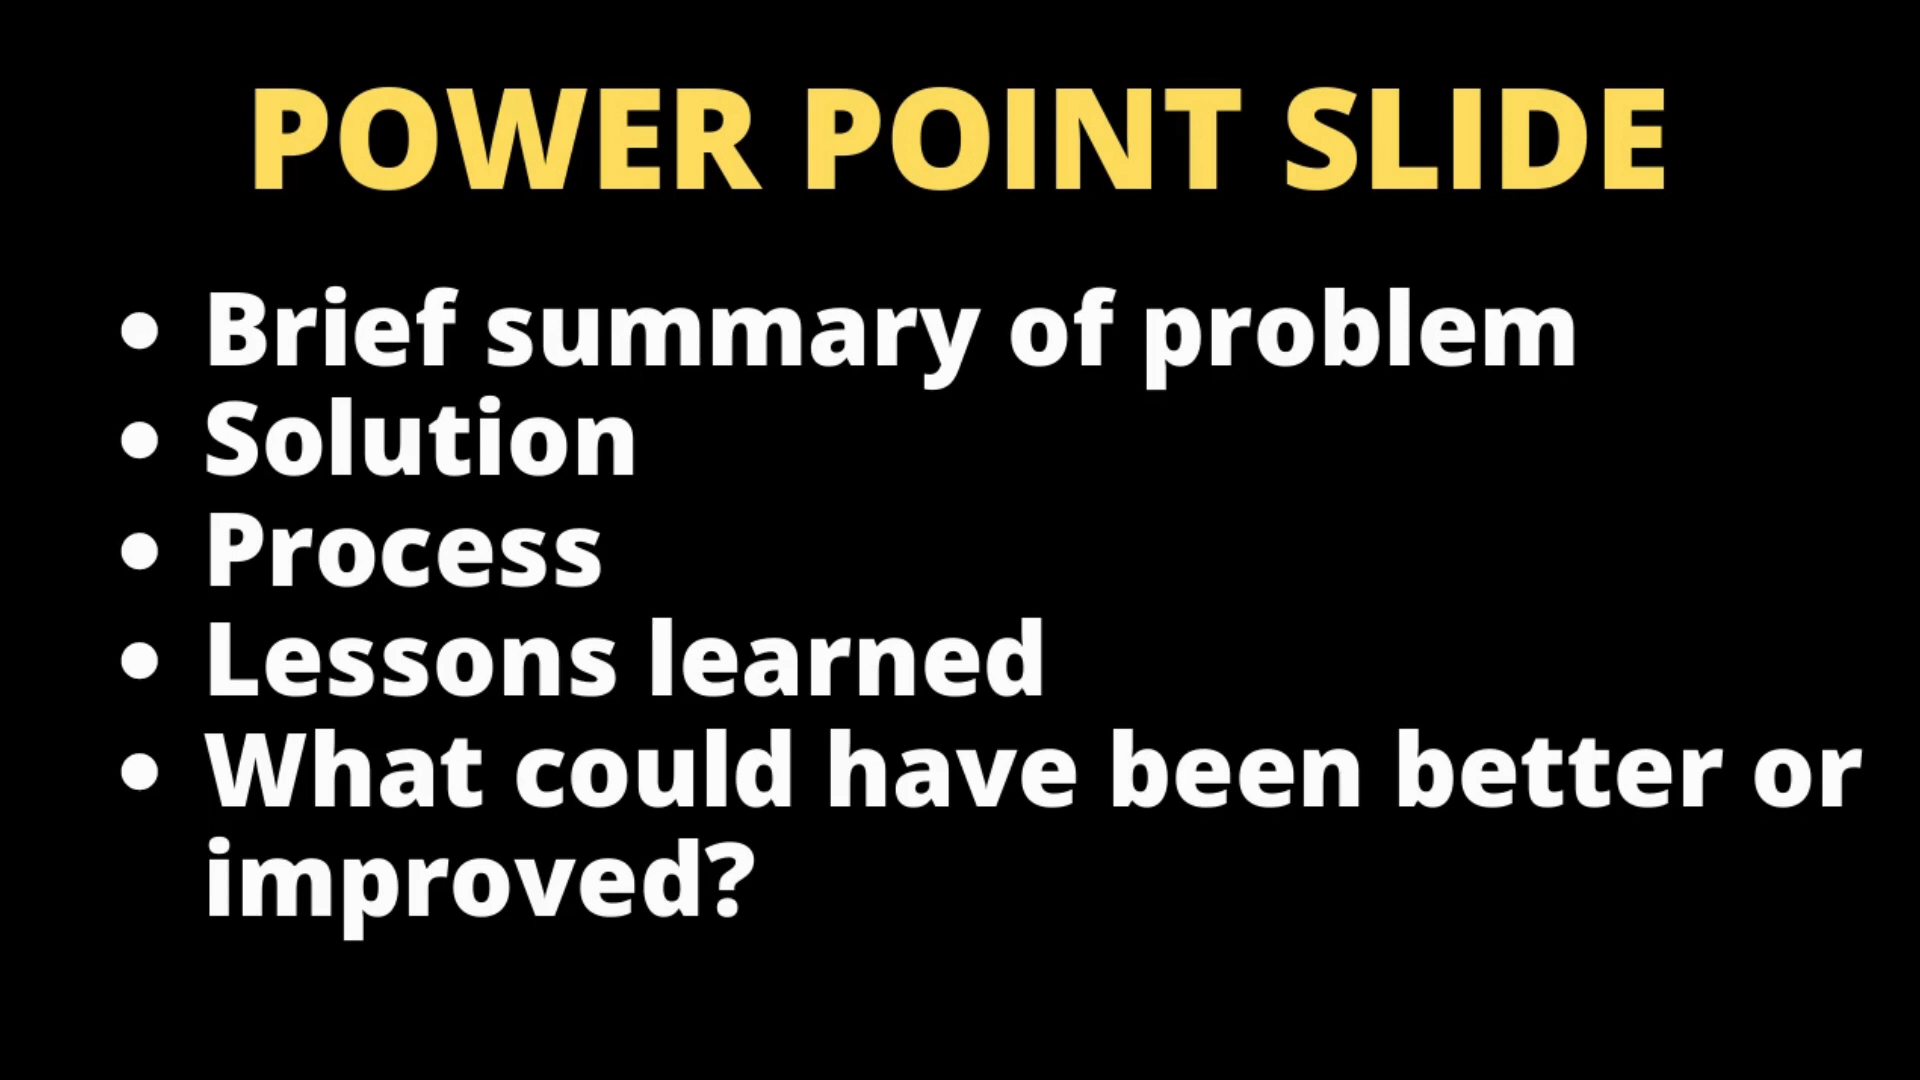 POWER POINT SLIDE
• Brief summary of problem
• Solution
• Process
• Lessons learned
• What could have been better or
improved?